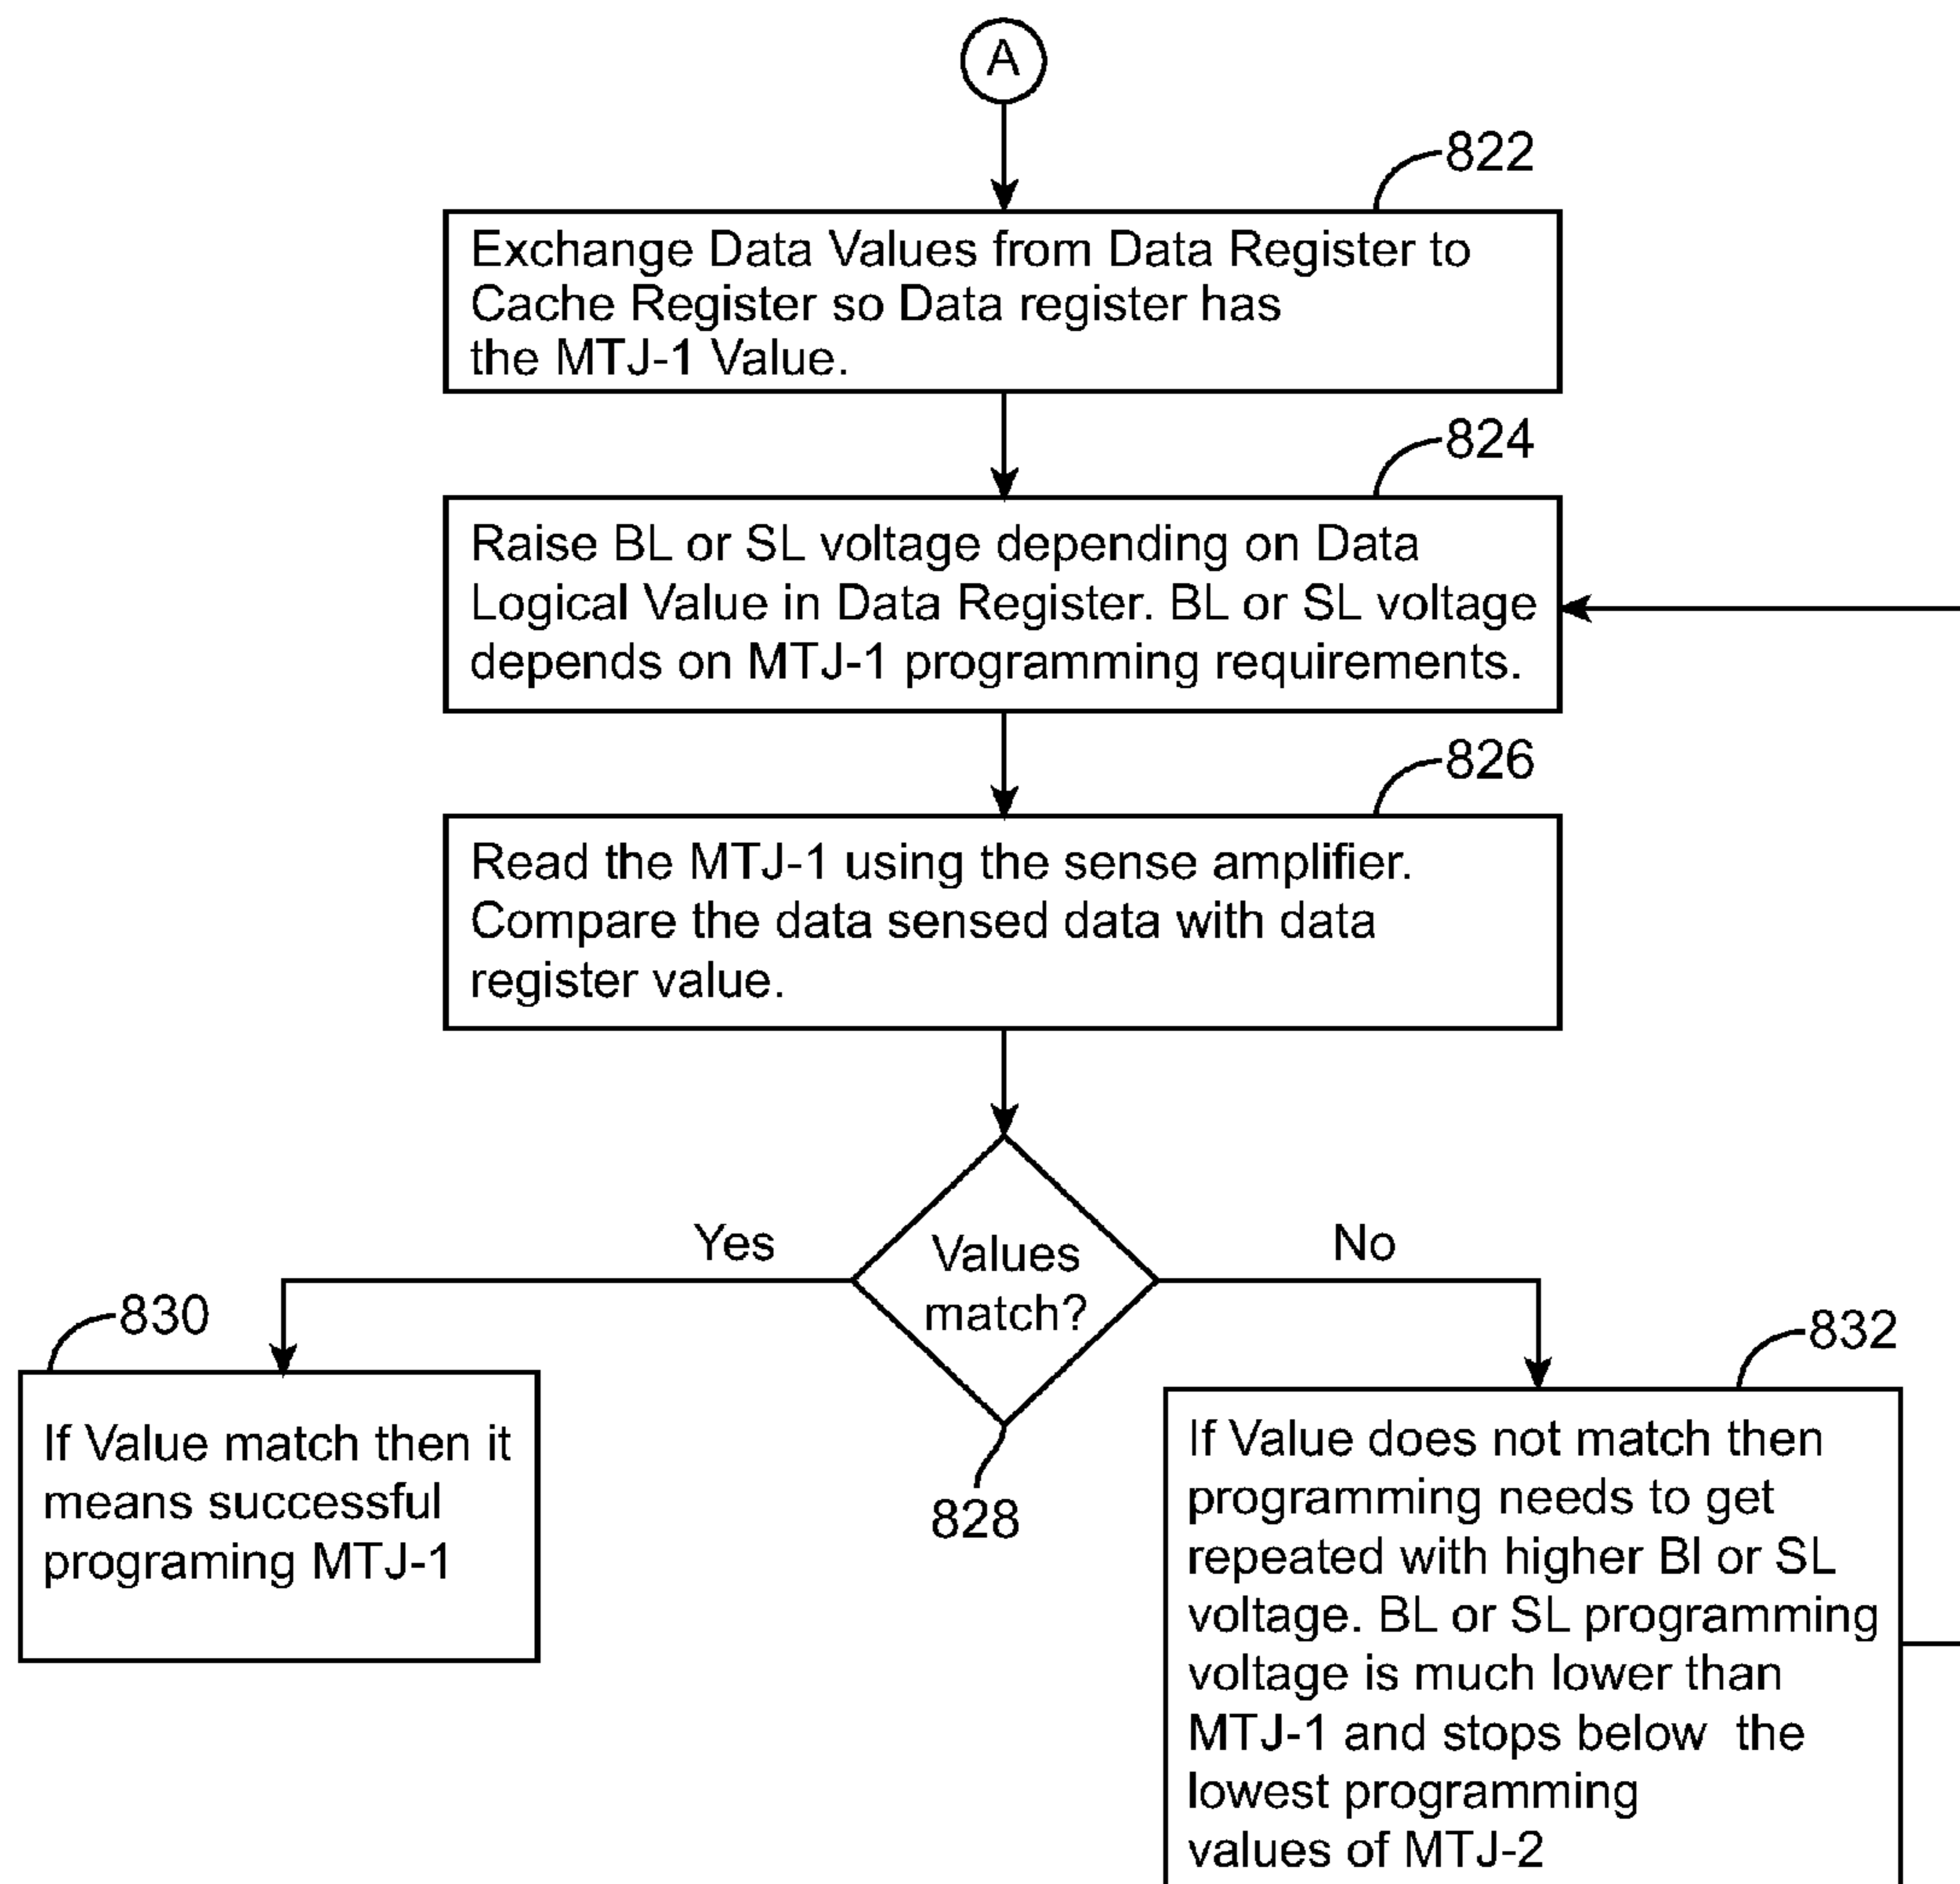 A
822
Exchange Data Values from Data Register to
Cache Register so Data register has
the MTJ-1 Value.
824
Raise BL or SL voltage depending on Data
Logical Value in Data Register. BL or SL voltage
depends on MTJ-1 programming requirements.
826
Read the MTJ-1 using the sense amplifier.
Compare the data sensed data with data
register value.
Yes
Values
match?
No
828
830
If Value match then it
means successful
programing MTJ-1
832
If Value does not match then
programming needs to get
repeated with higher Bl or SL
voltage. BL or SL programming
voltage is much lower than
MTJ-1 and stops below the
lowest programming
values of MTJ-2